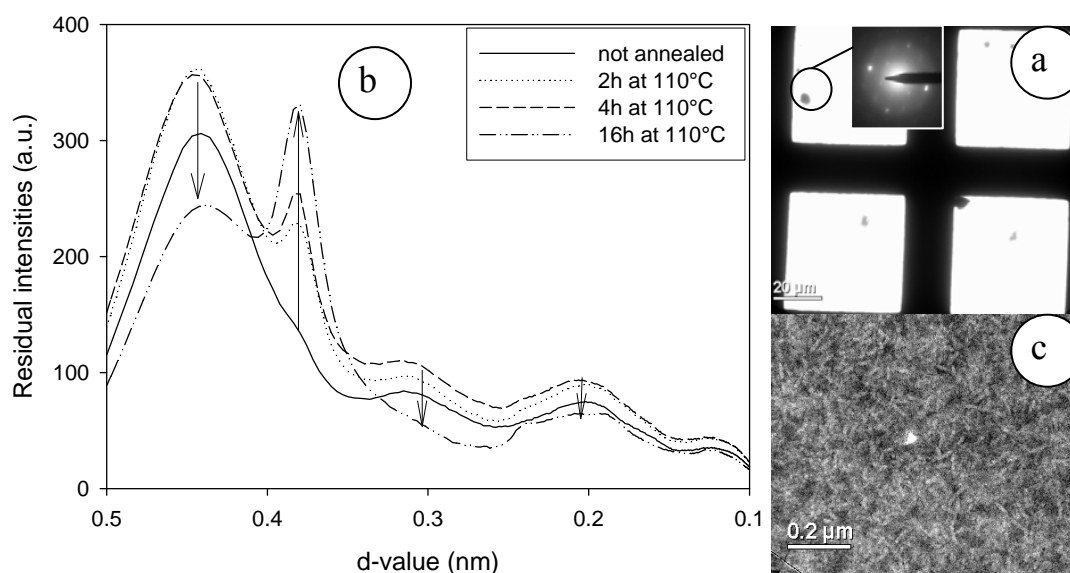 400
300
200
100
0
Residual intensities (a.u.)
b
not annealed
2h at 110°C
4h at 110°C
16h at 110°C
0.5 0.4 0.3 0.2 0.1
d-value (nm)
a
20 µm
c
0.2 µm